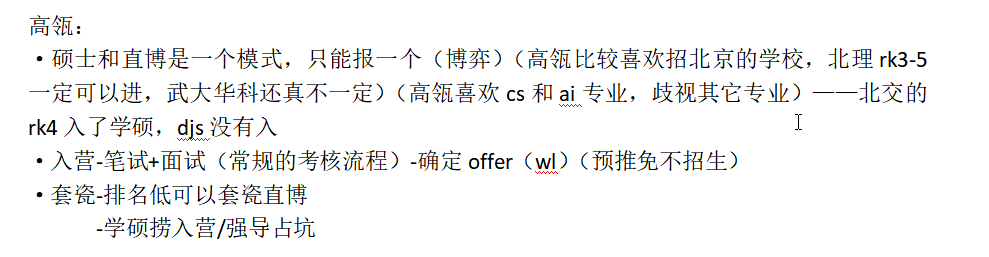 高瓴：
·硕士和直博是一个模式，只能报一个（博弈）（高瓴比较喜欢招北京的学校，北理 rk3-5
一定可以进，武大华科还真不一定）（高瓴喜欢 cs 和 ai 专业，歧视其它专业）——北交的
rk4 入了学硕，djs 没有入
·入营-笔试+面试（常规的考核流程）-确定 offer（wl）（预推免不招生）
·套瓷-排名低可以套瓷直博
-学硕捞入营/强导占坑